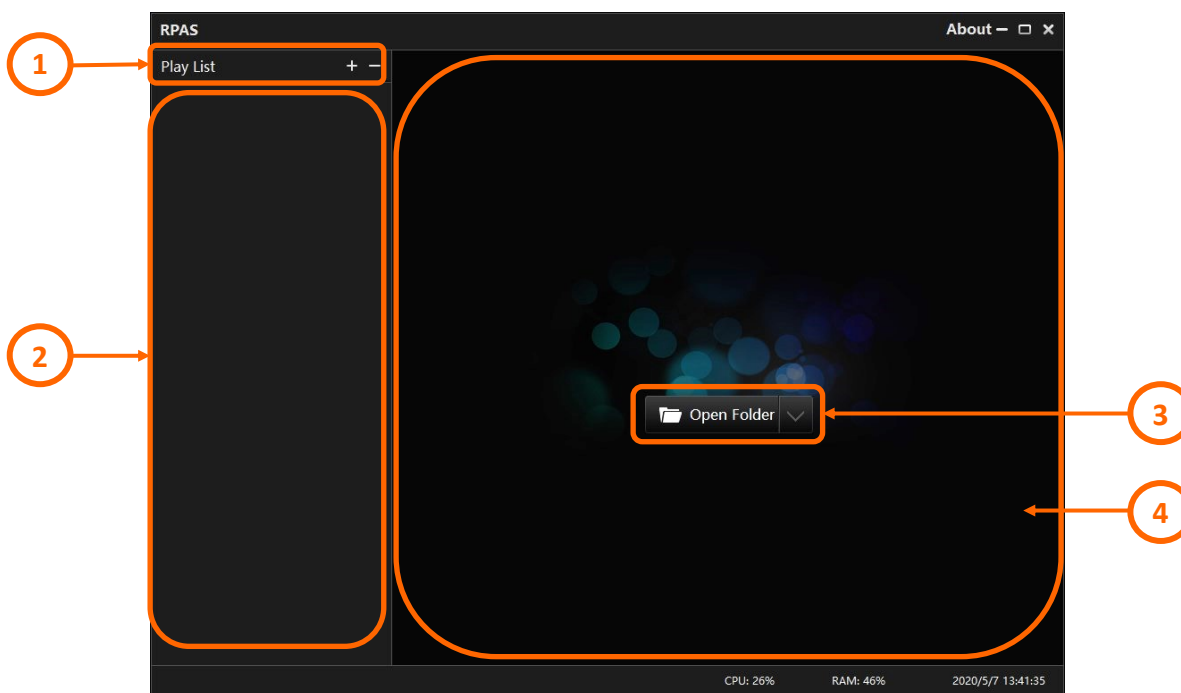 RPAS
About
1
Play List + −
2
Open Folder
3
4
CPU: 26% RAM: 46% 2020/5/7 13:41:35